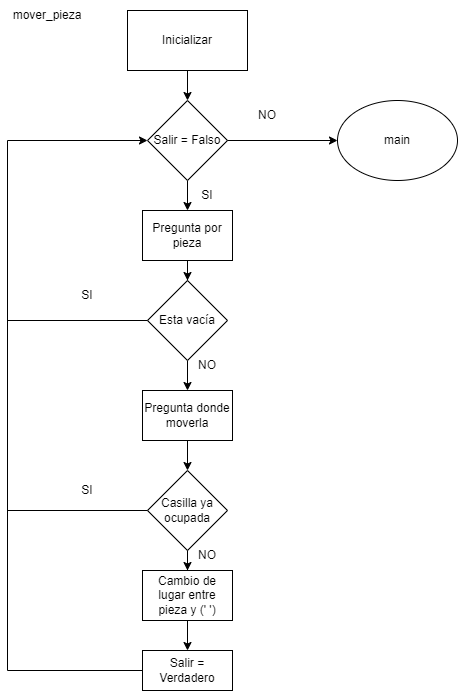 mover_pieza
Inicializar
Salir = Falso
NO
main
SI
Pregunta por
pieza
SI
Esta vacía
NO
Pregunta donde
moverla
SI
Casilla ya
ocupada
NO
Cambio de
lugar entre
pieza y (' ')
Salir =
Verdadero